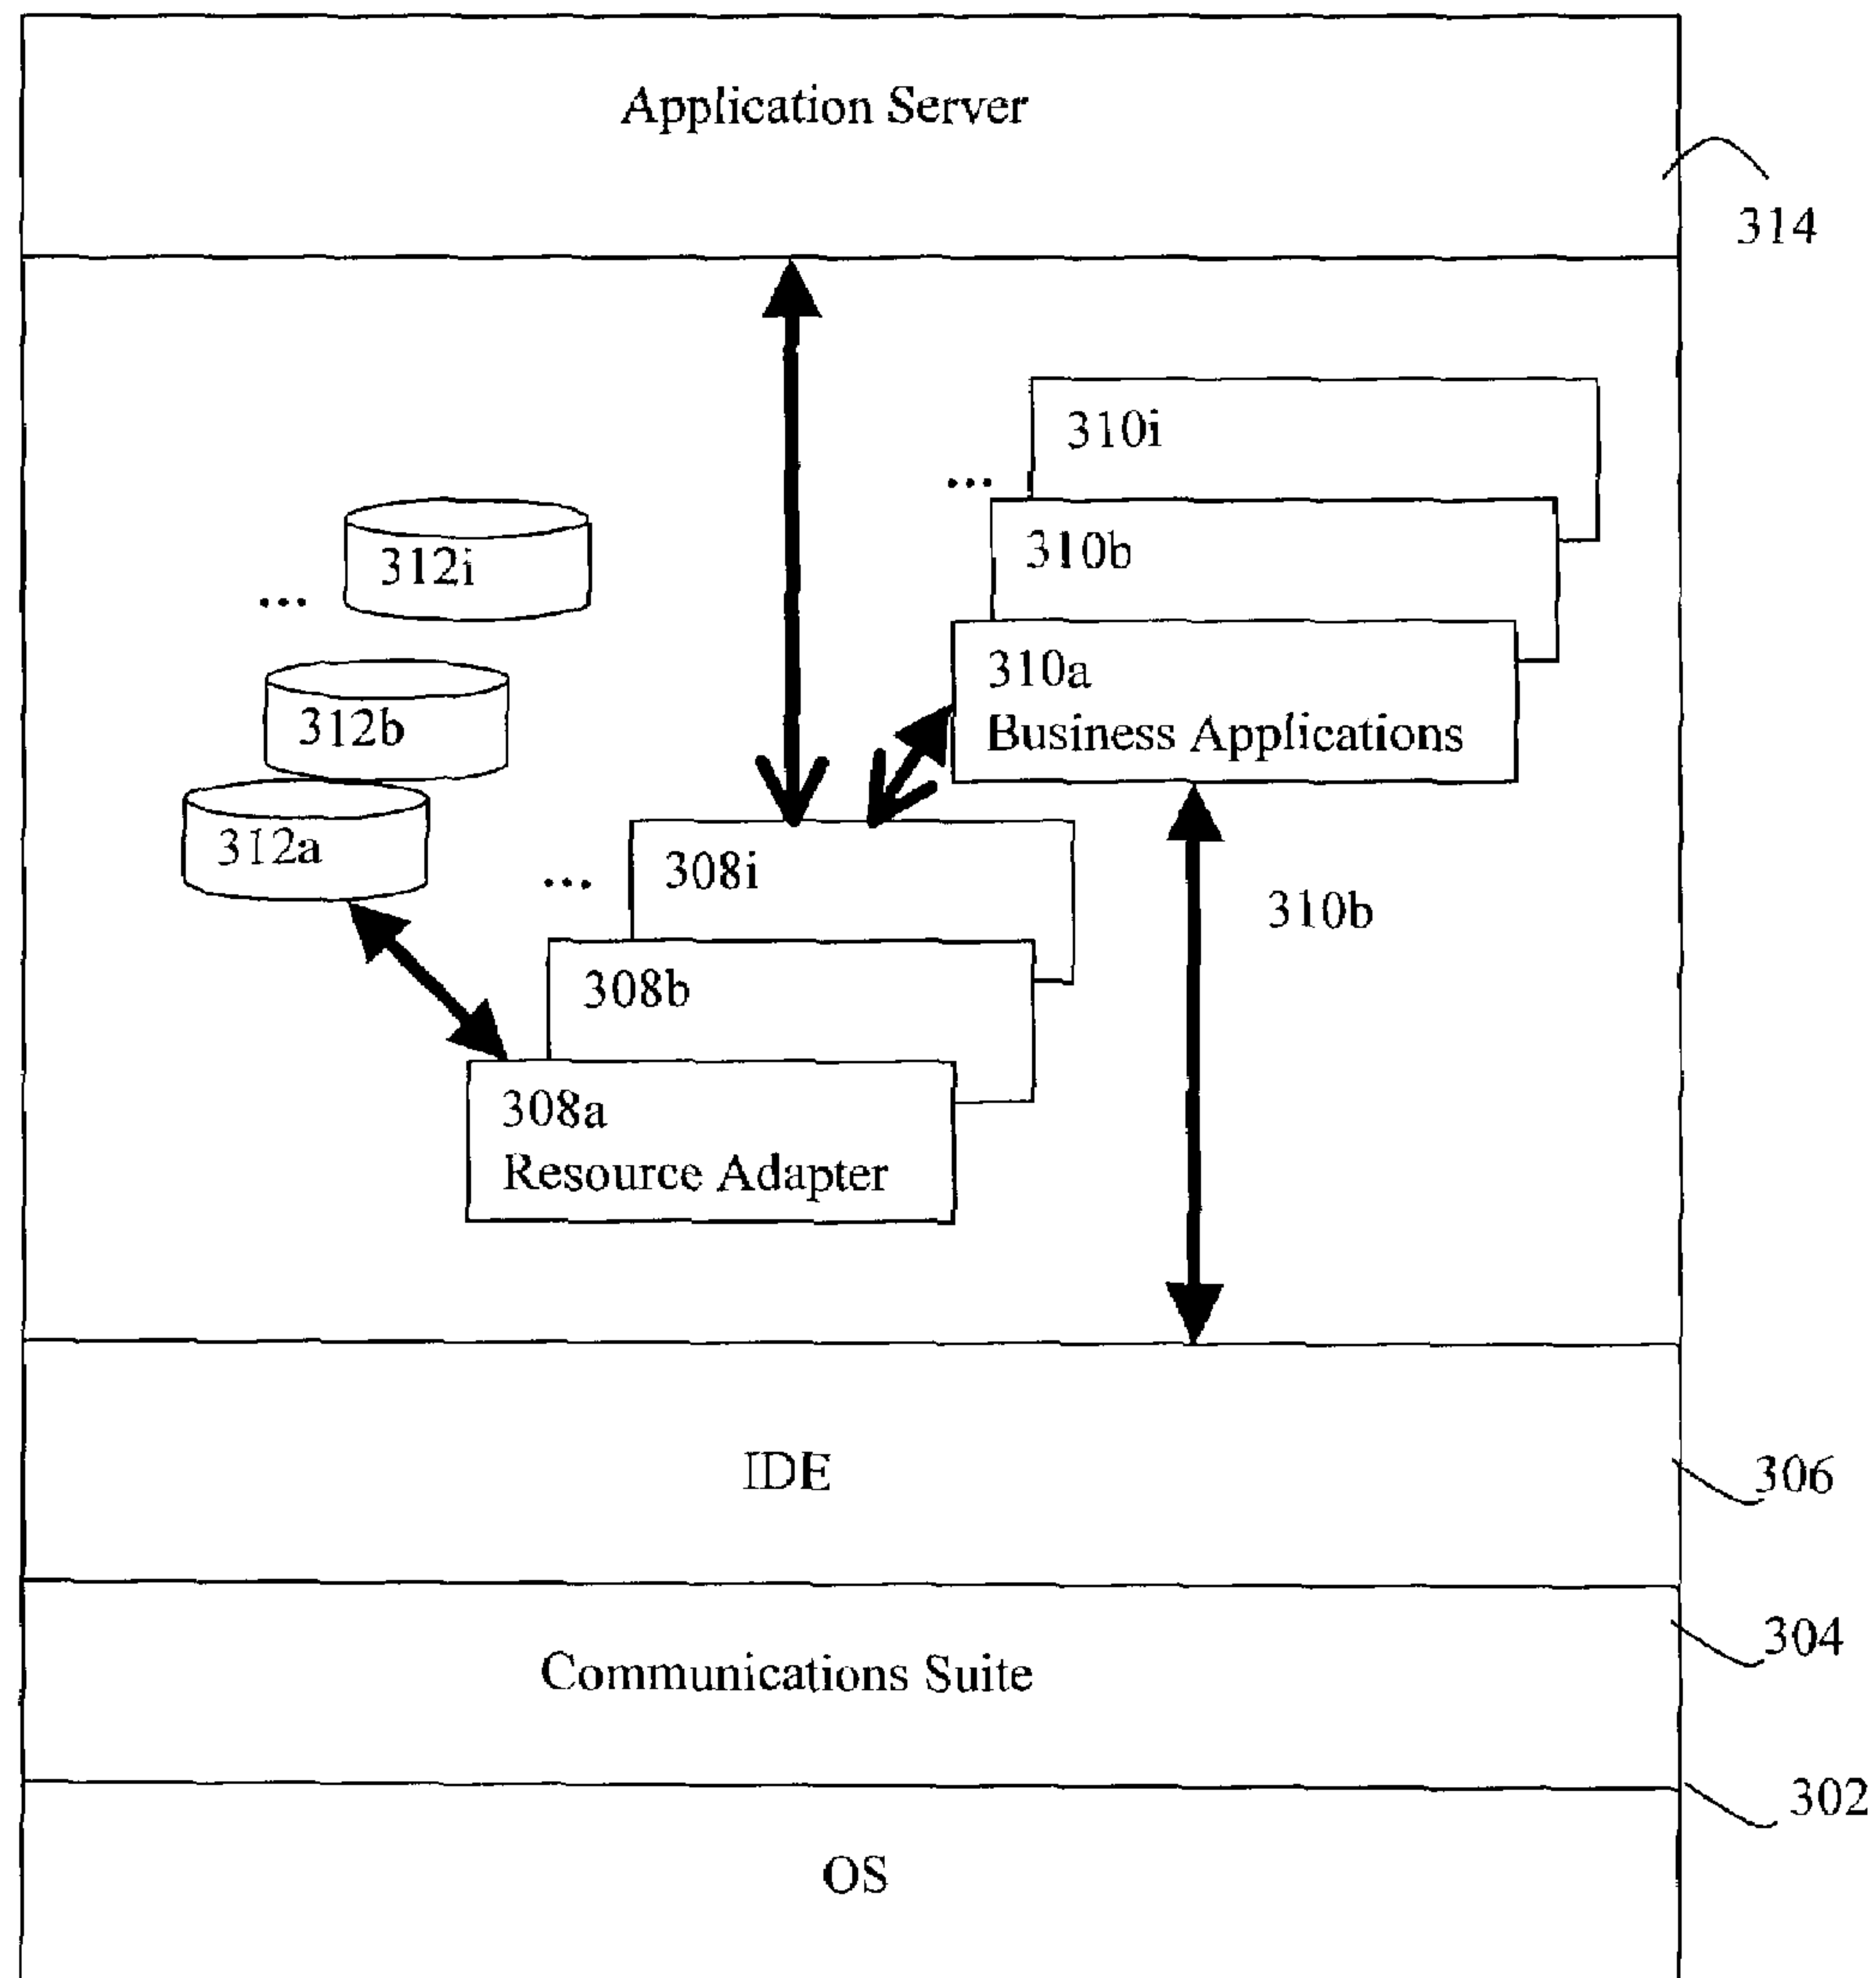 Application Server
314
310i
...
310b
312i
...
310a
Business Applications
312b
312a
308i
...
310b
308b
308a
Resource Adapter
IDE
306
304
Communications Suite
302
OS